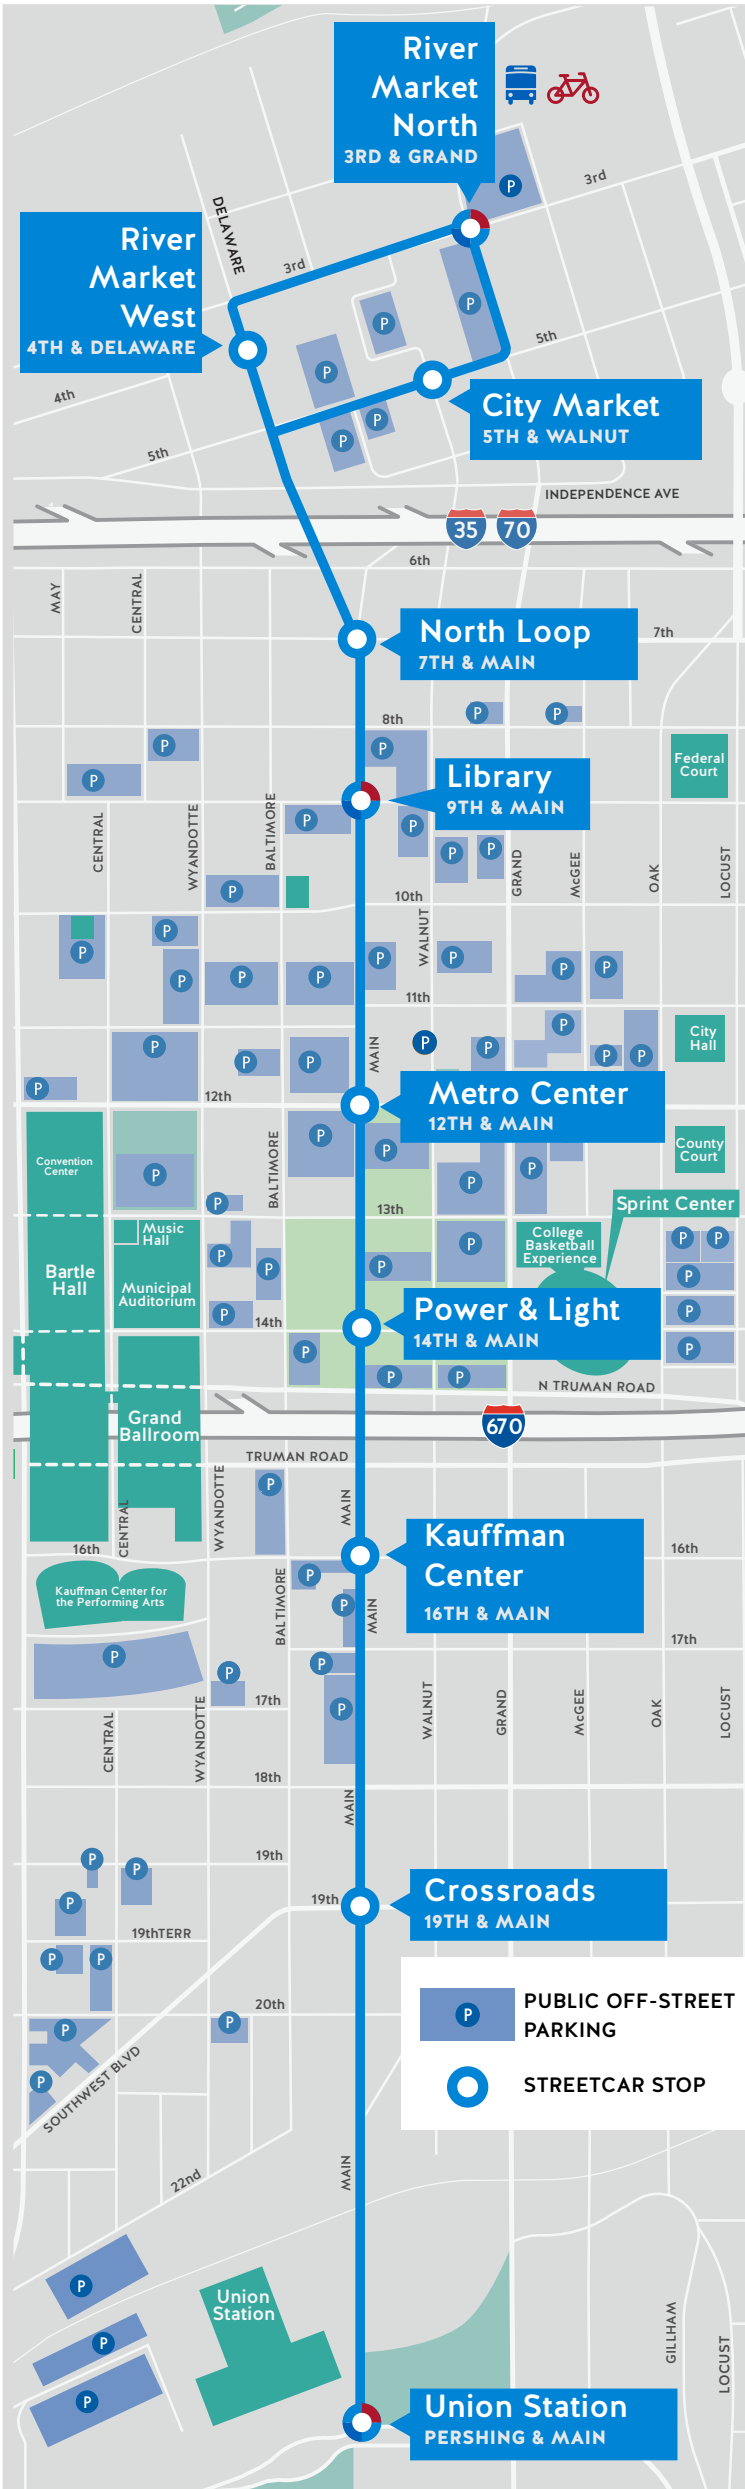 River
Market
North
3RD & GRAND
P
3rd
DELAWARE
River
Market
West
4TH & DELAWARE
3rd
P
P
5th
P
City Market
5TH & WALNUT
4th
P
P
5th
INDEPENDENCE AVE
35
70
6th
MAY
CENTRAL
North Loop
7TH & MAIN
7th
P
P
8th
P
P
Federal
Court
P
Library
9TH & MAIN
CENTRAL
WYANDOTTE
BALTIMORE
P
P
P
P
GRAND
McGEE
OAK
LOCUST
P
10th
WALNUT
P
P
P
P
P
P
P
P
P
P
11th
P
City
Hall
P
MAIN
P
P
P
P
P
P
P
12th
Metro Center
12TH & MAIN
BALTIMORE
P
P
County
Court
Convention
Center
P
P
P
Sprint Center
P
13th
Music
Hall
College
Basketball
Experience
P
P
P
P
P
P
Bartle
Hall
P
Municipal
Auditorium
P
P
14th
Power & Light
14TH & MAIN
P
P
P
P
N TRUMAN ROAD
Grand
Ballroom
670
TRUMAN ROAD
WYANDOTTE
P
MAIN
CENTRAL
16th
Kauffman
Center
16TH & MAIN
16th
Kauffman Center for
the Performing Arts
BALTIMORE
P
P
MAIN
17th
P
P
P
17th
P
CENTRAL
WYANDOTTE
WALNUT
GRAND
McGEE
OAK
LOCUST
18th
MAIN
19th
P
P
Crossroads
19TH & MAIN
19th
P
19thTERR
P
P
20th
P
P
PUBLIC OFF-STREET
PARKING
P
P
SOUTHWEST BLVD
STREETCAR STOP
22nd
MAIN
P
Union
Station
P
P
GILLHAM
LOCUST
Union Station
PERSHING & MAIN